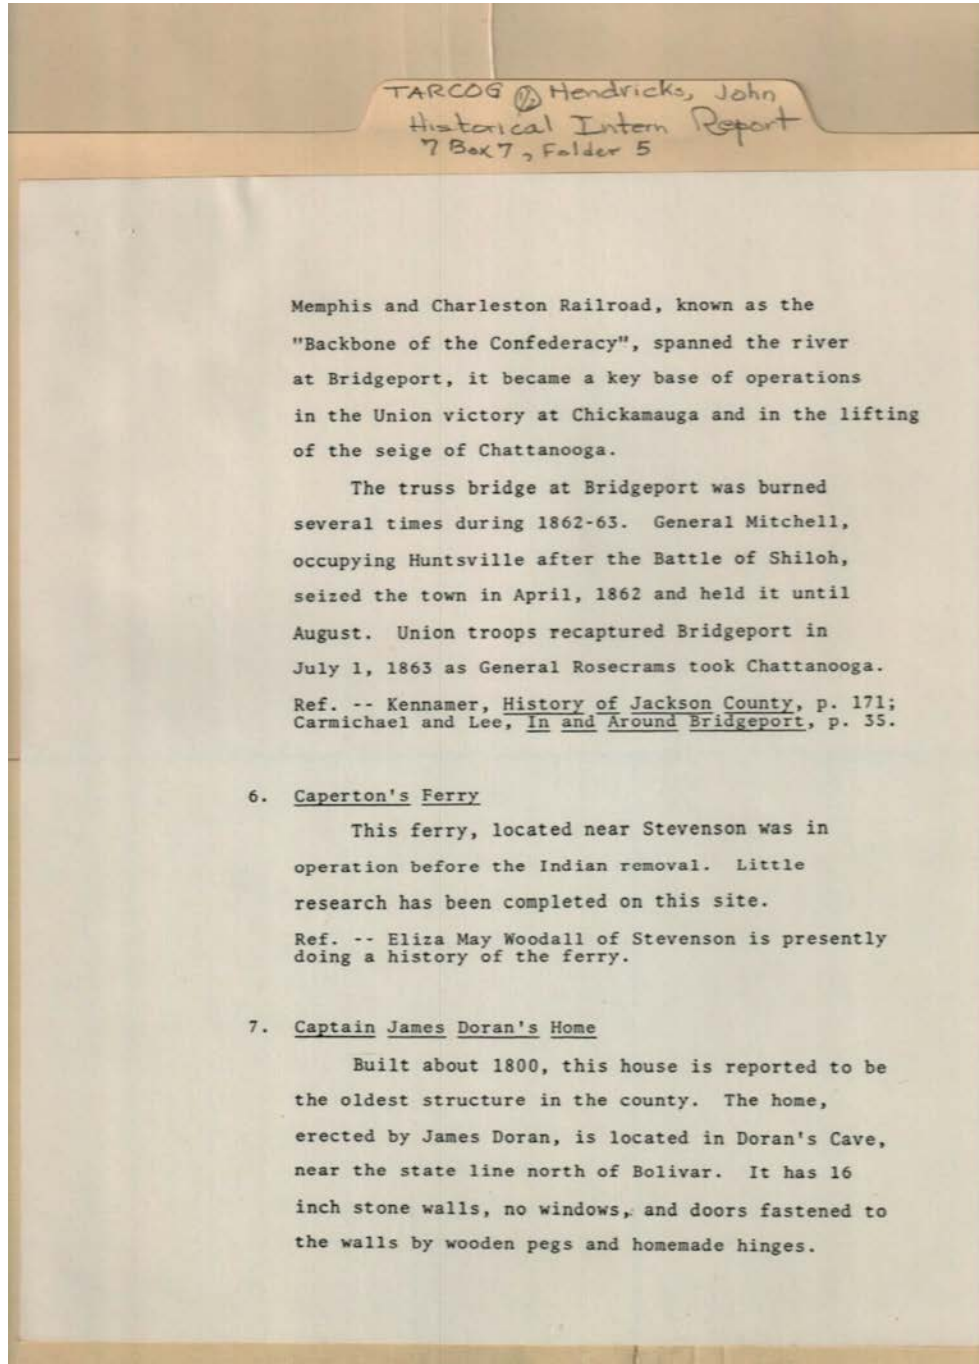 TARCOG 1/2 Hendricks, John
Historical Intern Report
7 Box 7, Folder 5
Memphis and Charleston Railroad, known as the
"Backbone of the Confederacy", spanned the river
at Bridgeport, it became a key base of operations
in the Union victory at Chickamauga and in the lifting
of the seige of Chattanooga.
The truss bridge at Bridgeport was burned
several times during 1862-63. General Mitchell,
occupying Huntsville after the Battle of Shiloh,
seized the town in April, 1862 and held it until
August. Union troops recaptured Bridgeport in
July 1, 1863 as General Rosecrams took Chattanooga.
Ref. -- Kennamer, History of Jackson County, p. 171;
Carmichael and Lee, In and Around Bridgeport, p. 35.
6. Caperton's Ferry
This ferry, located near Stevenson was in
operation before the Indian removal. Little
research has been completed on this site.
Ref. -- Eliza May Woodall of Stevenson is presently
doing a history of the ferry.
7. Captain James Doran's Home
Built about 1800, this house is reported to be
the oldest structure in the county. The home,
erected by James Doran, is located in Doran's Cave,
near the state line north of Bolivar. It has 16
inch stone walls, no windows, and doors fastened to
the walls by wooden pegs and homemade hinges.